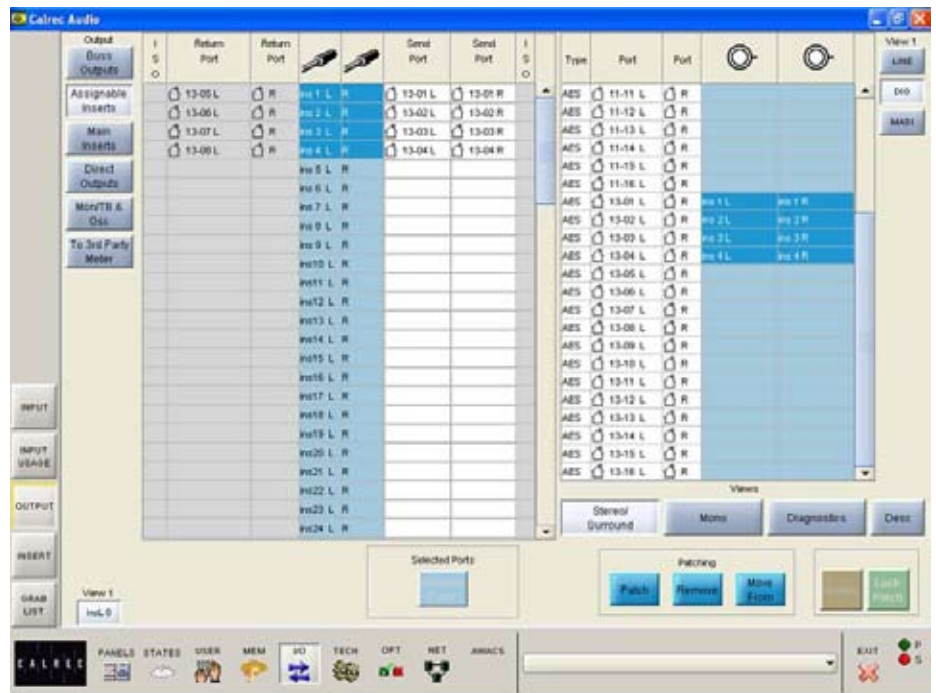 Calrec Audio
Output
Buss Outputs
Assignable Inserts
Main Inserts
Direct Outputs
Mon/TB & Osc
To 3rd Party Meter
I S O
Return Port
Return Port
Send Port
Send Port
I S O
13-05 L R ins 1 L R 13-01 L 13-01 R
13-06 L R ins 2 L R 13-02 L 13-02 R
13-07 L R ins 3 L R 13-03 L 13-03 R
13-08 L R ins 4 L R 13-04 L 13-04 R
ins 5 L R
ins 6 L R
ins 7 L R
ins 8 L R
ins 9 L R
ins10 L R
ins11 L R
ins12 L R
ins13 L R
ins14 L R
ins15 L R
ins16 L R
ins17 L R
ins18 L R
ins19 L R
ins20 L R
ins21 L R
ins22 L R
ins23 L R
ins24 L R
Type Port Port
AES 11-11 L R
AES 11-12 L R
AES 11-13 L R
AES 11-14 L R
AES 11-15 L R
AES 11-16 L R
AES 13-01 L R ins 1 L ins 1 R
AES 13-02 L R ins 2 L ins 2 R
AES 13-03 L R ins 3 L ins 3 R
AES 13-04 L R ins 4 L ins 4 R
AES 13-05 L R
AES 13-06 L R
AES 13-07 L R
AES 13-08 L R
AES 13-09 L R
AES 13-10 L R
AES 13-11 L R
AES 13-12 L R
AES 13-13 L R
AES 13-14 L R
AES 13-15 L R
AES 13-16 L R
View 1
LINE
DIG
MADI
Views
Stereo/ Surround
Mono
Diagnostics
Desc
INPUT
INPUT USAGE
OUTPUT
INSERT
GRAB LIST
View 1
InsL 0
Selected Ports
Patching
Patch
Remove
Move From
Lock Patch
CALREC
PANELS
STATES
USER
MEM
I/O
TECH
OPT
NET
AWACS
EXIT
P
S